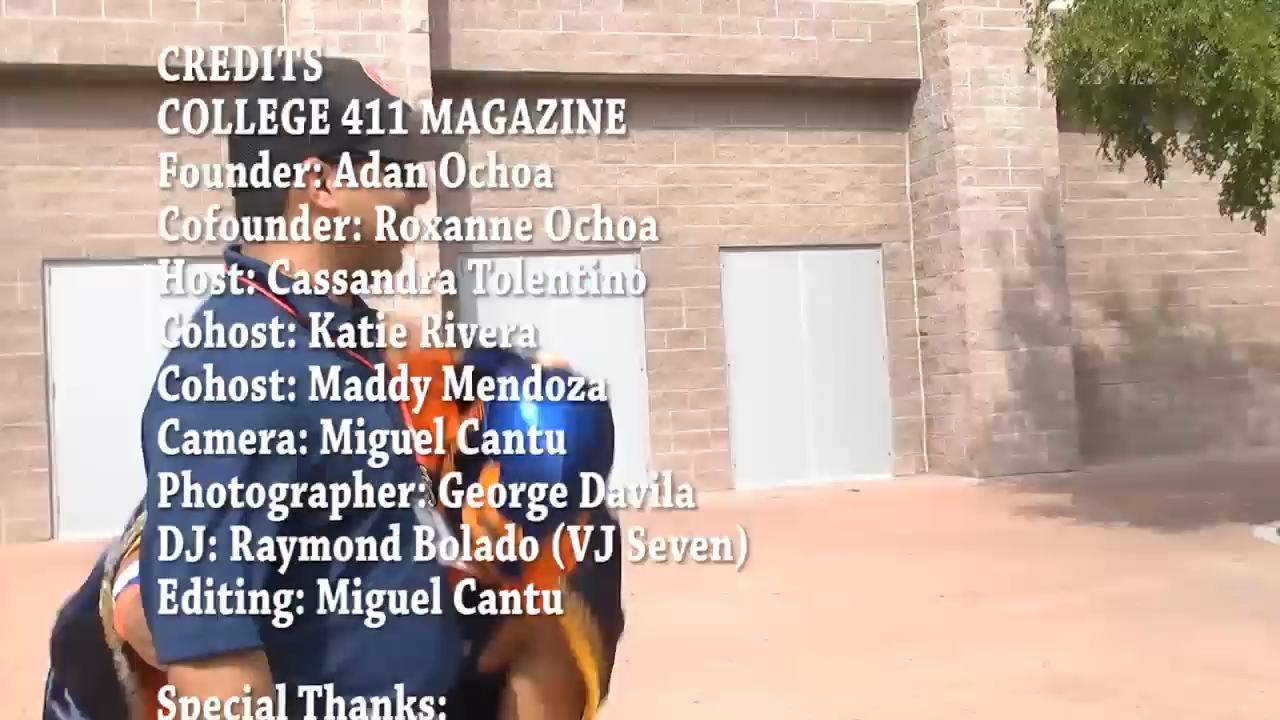 CREDITS
COLLEGE 411 MAGAZINE
Founder: Adan Ochoa
Cofounder: Roxanne Ochoa
Host: Cassandra Tolentino
Cohost: Katie Rivera
Cohost: Maddy Mendoza
Camera: Miguel Cantu
Photographer: George Davila
DJ: Raymond Bolado (VJ Seven)
Editing: Miguel Cantu
Special Thanks: